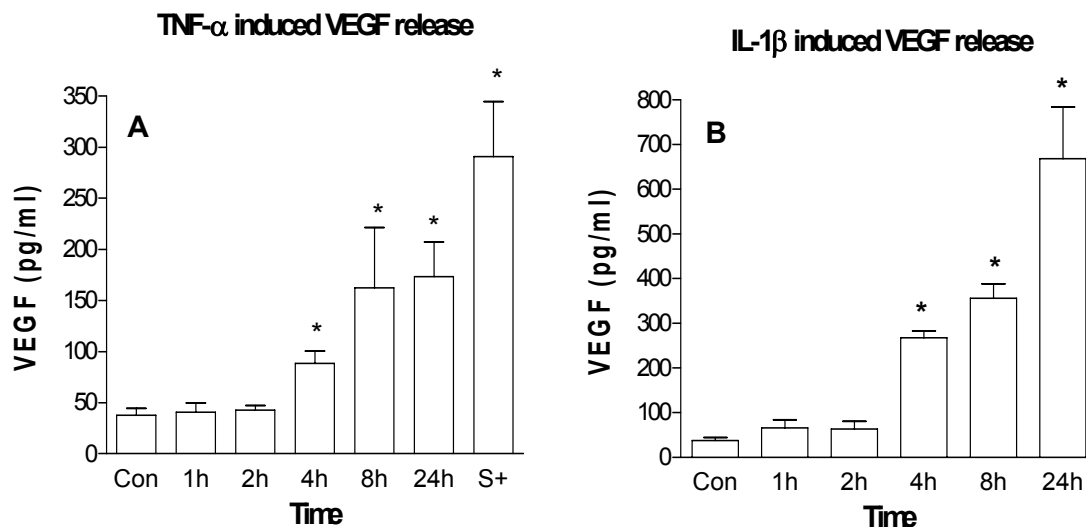 TNF-α induced VEGF release
A
VEGF (pg/ml)
350
300
250
200
150
100
50
0
*
*
*
*
Con 1h 2h 4h 8h 24h S+
Time
IL-1β induced VEGF release
B
VEGF (pg/ml)
800
700
600
500
400
300
200
100
0
*
*
*
Con 1h 2h 4h 8h 24h
Time